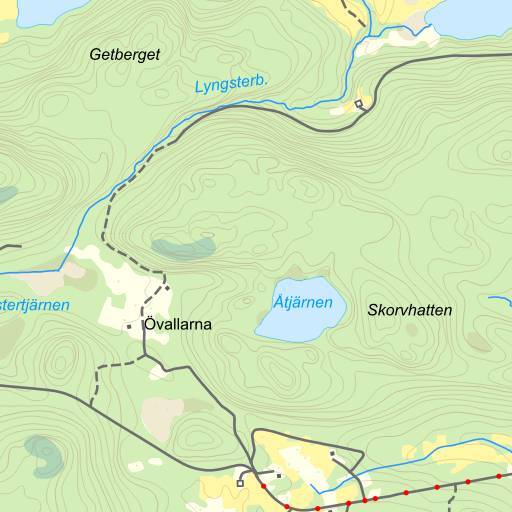 Getberget
Lyngsterb.
Åtjärnen
stertjärnen
Skorvhatten
Övallarna